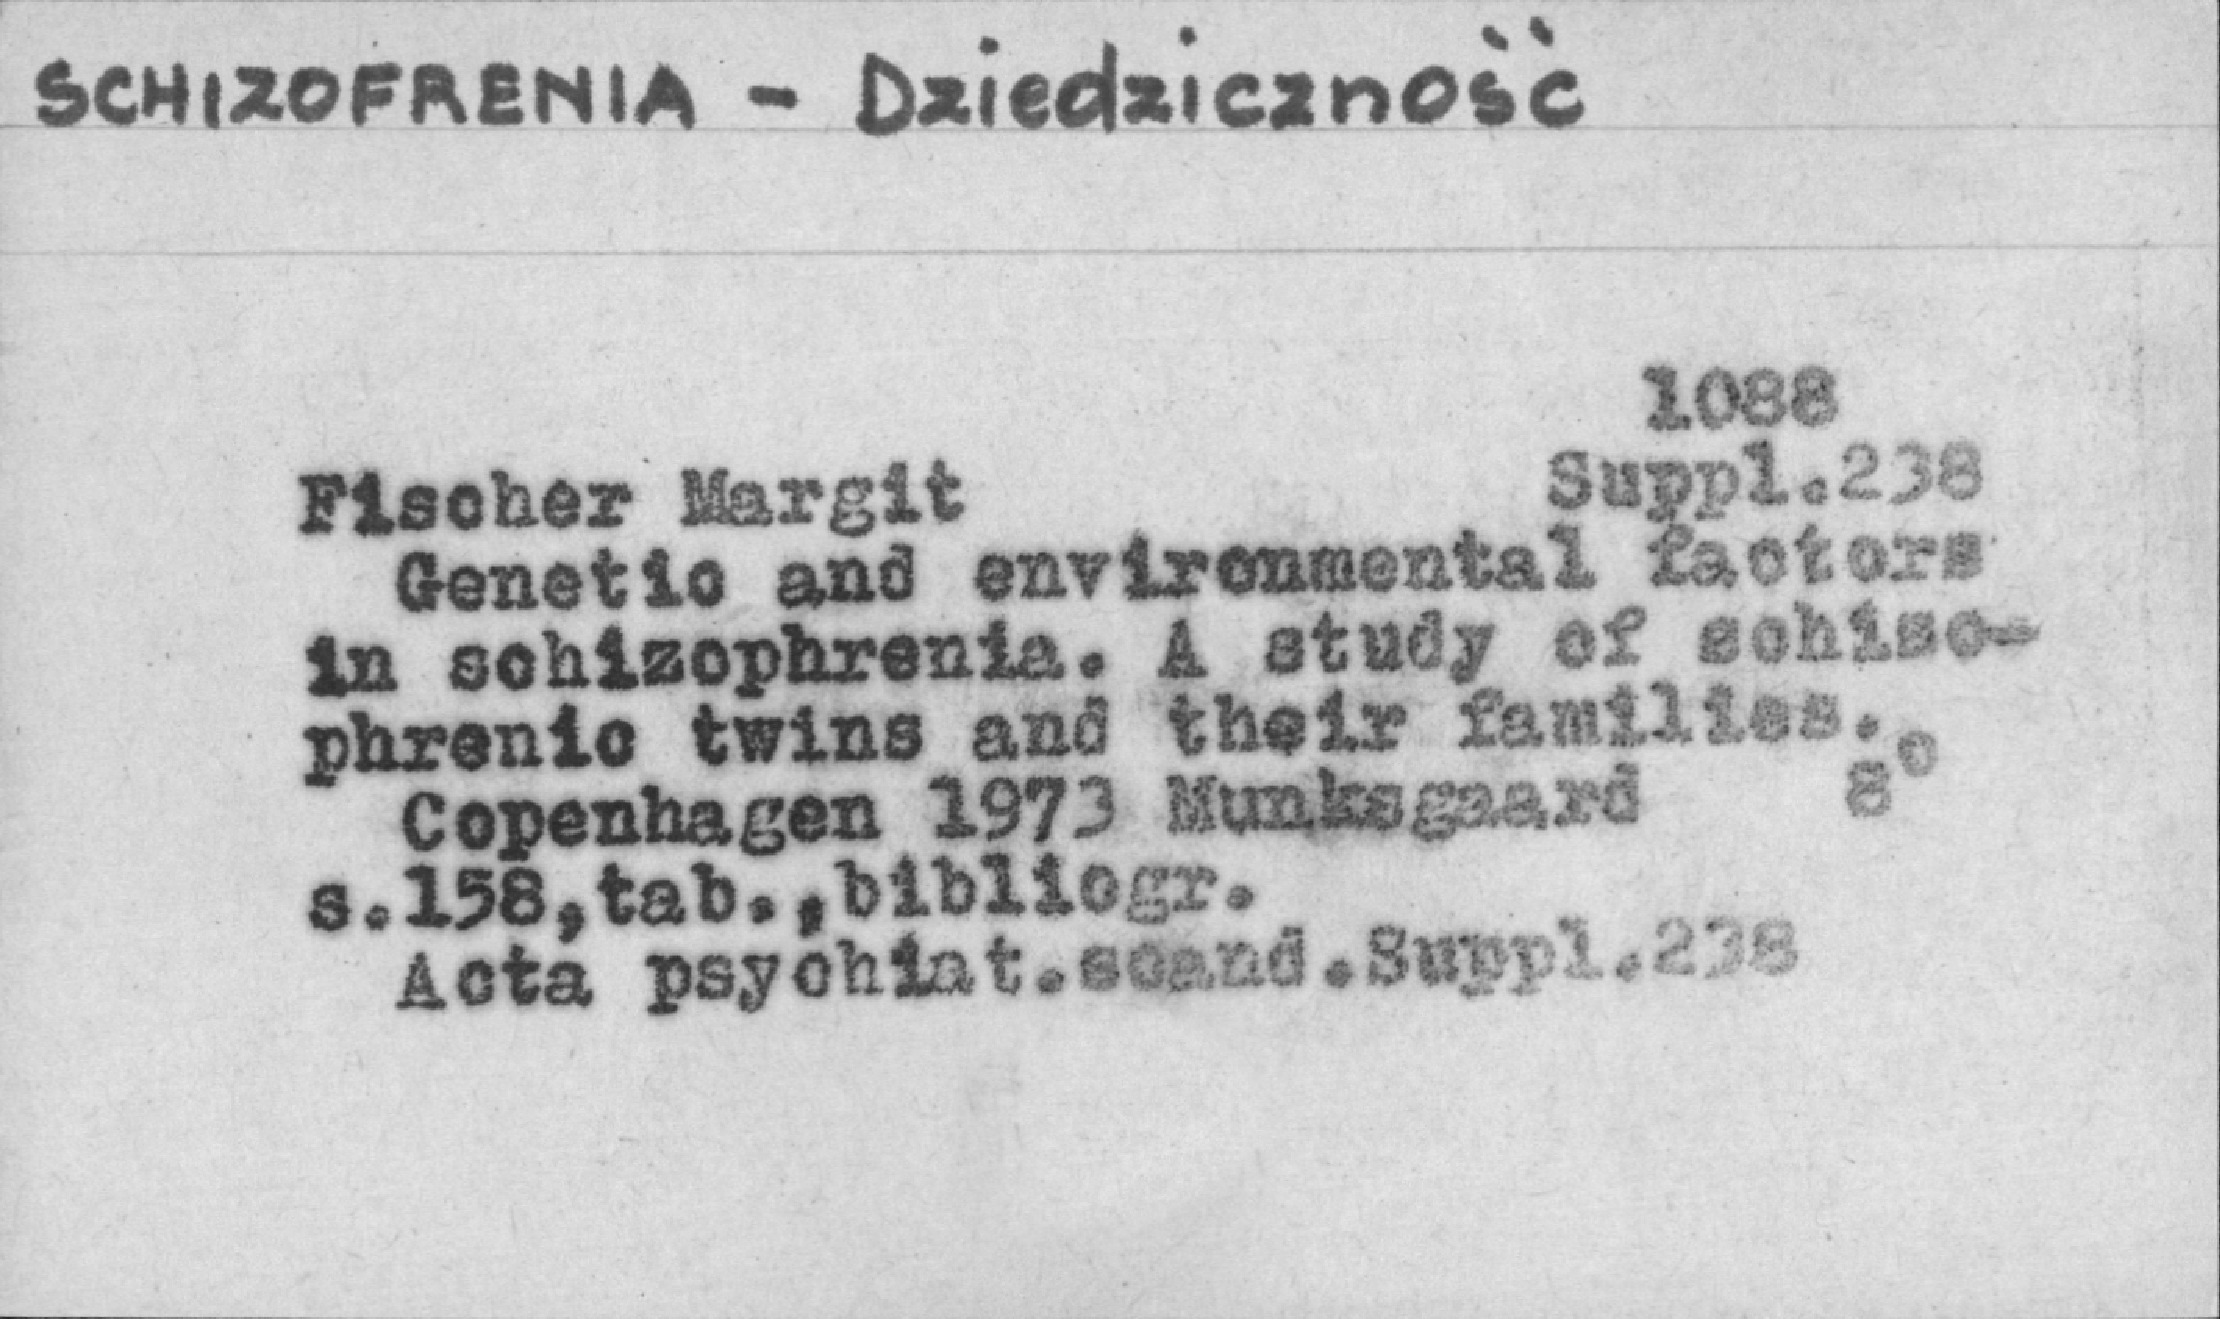 SCHIZOFRENIA - Dziedziczność
1088
Fischer Margit Suppl.238
Genetic and environmental factors
in schizophrenia. A study of schizo-
phrenic twins and their families.
Copenhagen 1973 Munksgaard 8°
s.158,tab.,bibliogr.
Acta psychiat.scand.Suppl.238